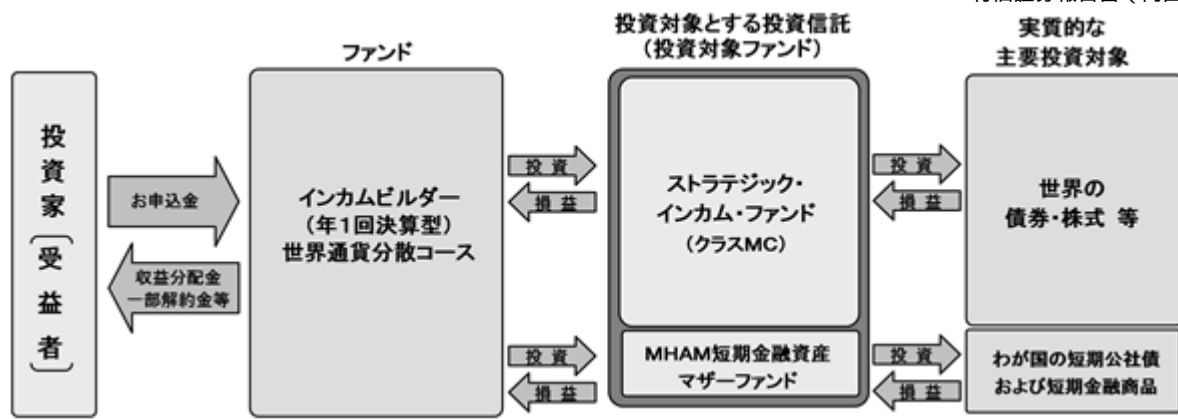 ファンド
投資対象とする投資信託
(投資対象ファンド)
実質的な
主要投資対象
投資家〔受益者〕
お申込金
収益分配金
一部解約金等
インカムビルダー
(年1回決算型)
世界通貨分散コース
投 資
損 益
投 資
損 益
ストラテジック・
インカム・ファンド
(クラスMC)
MHAM短期金融資産
マザーファンド
投 資
損 益
投 資
損 益
世界の
債券・株式 等
わが国の短期公社債
および短期金融商品